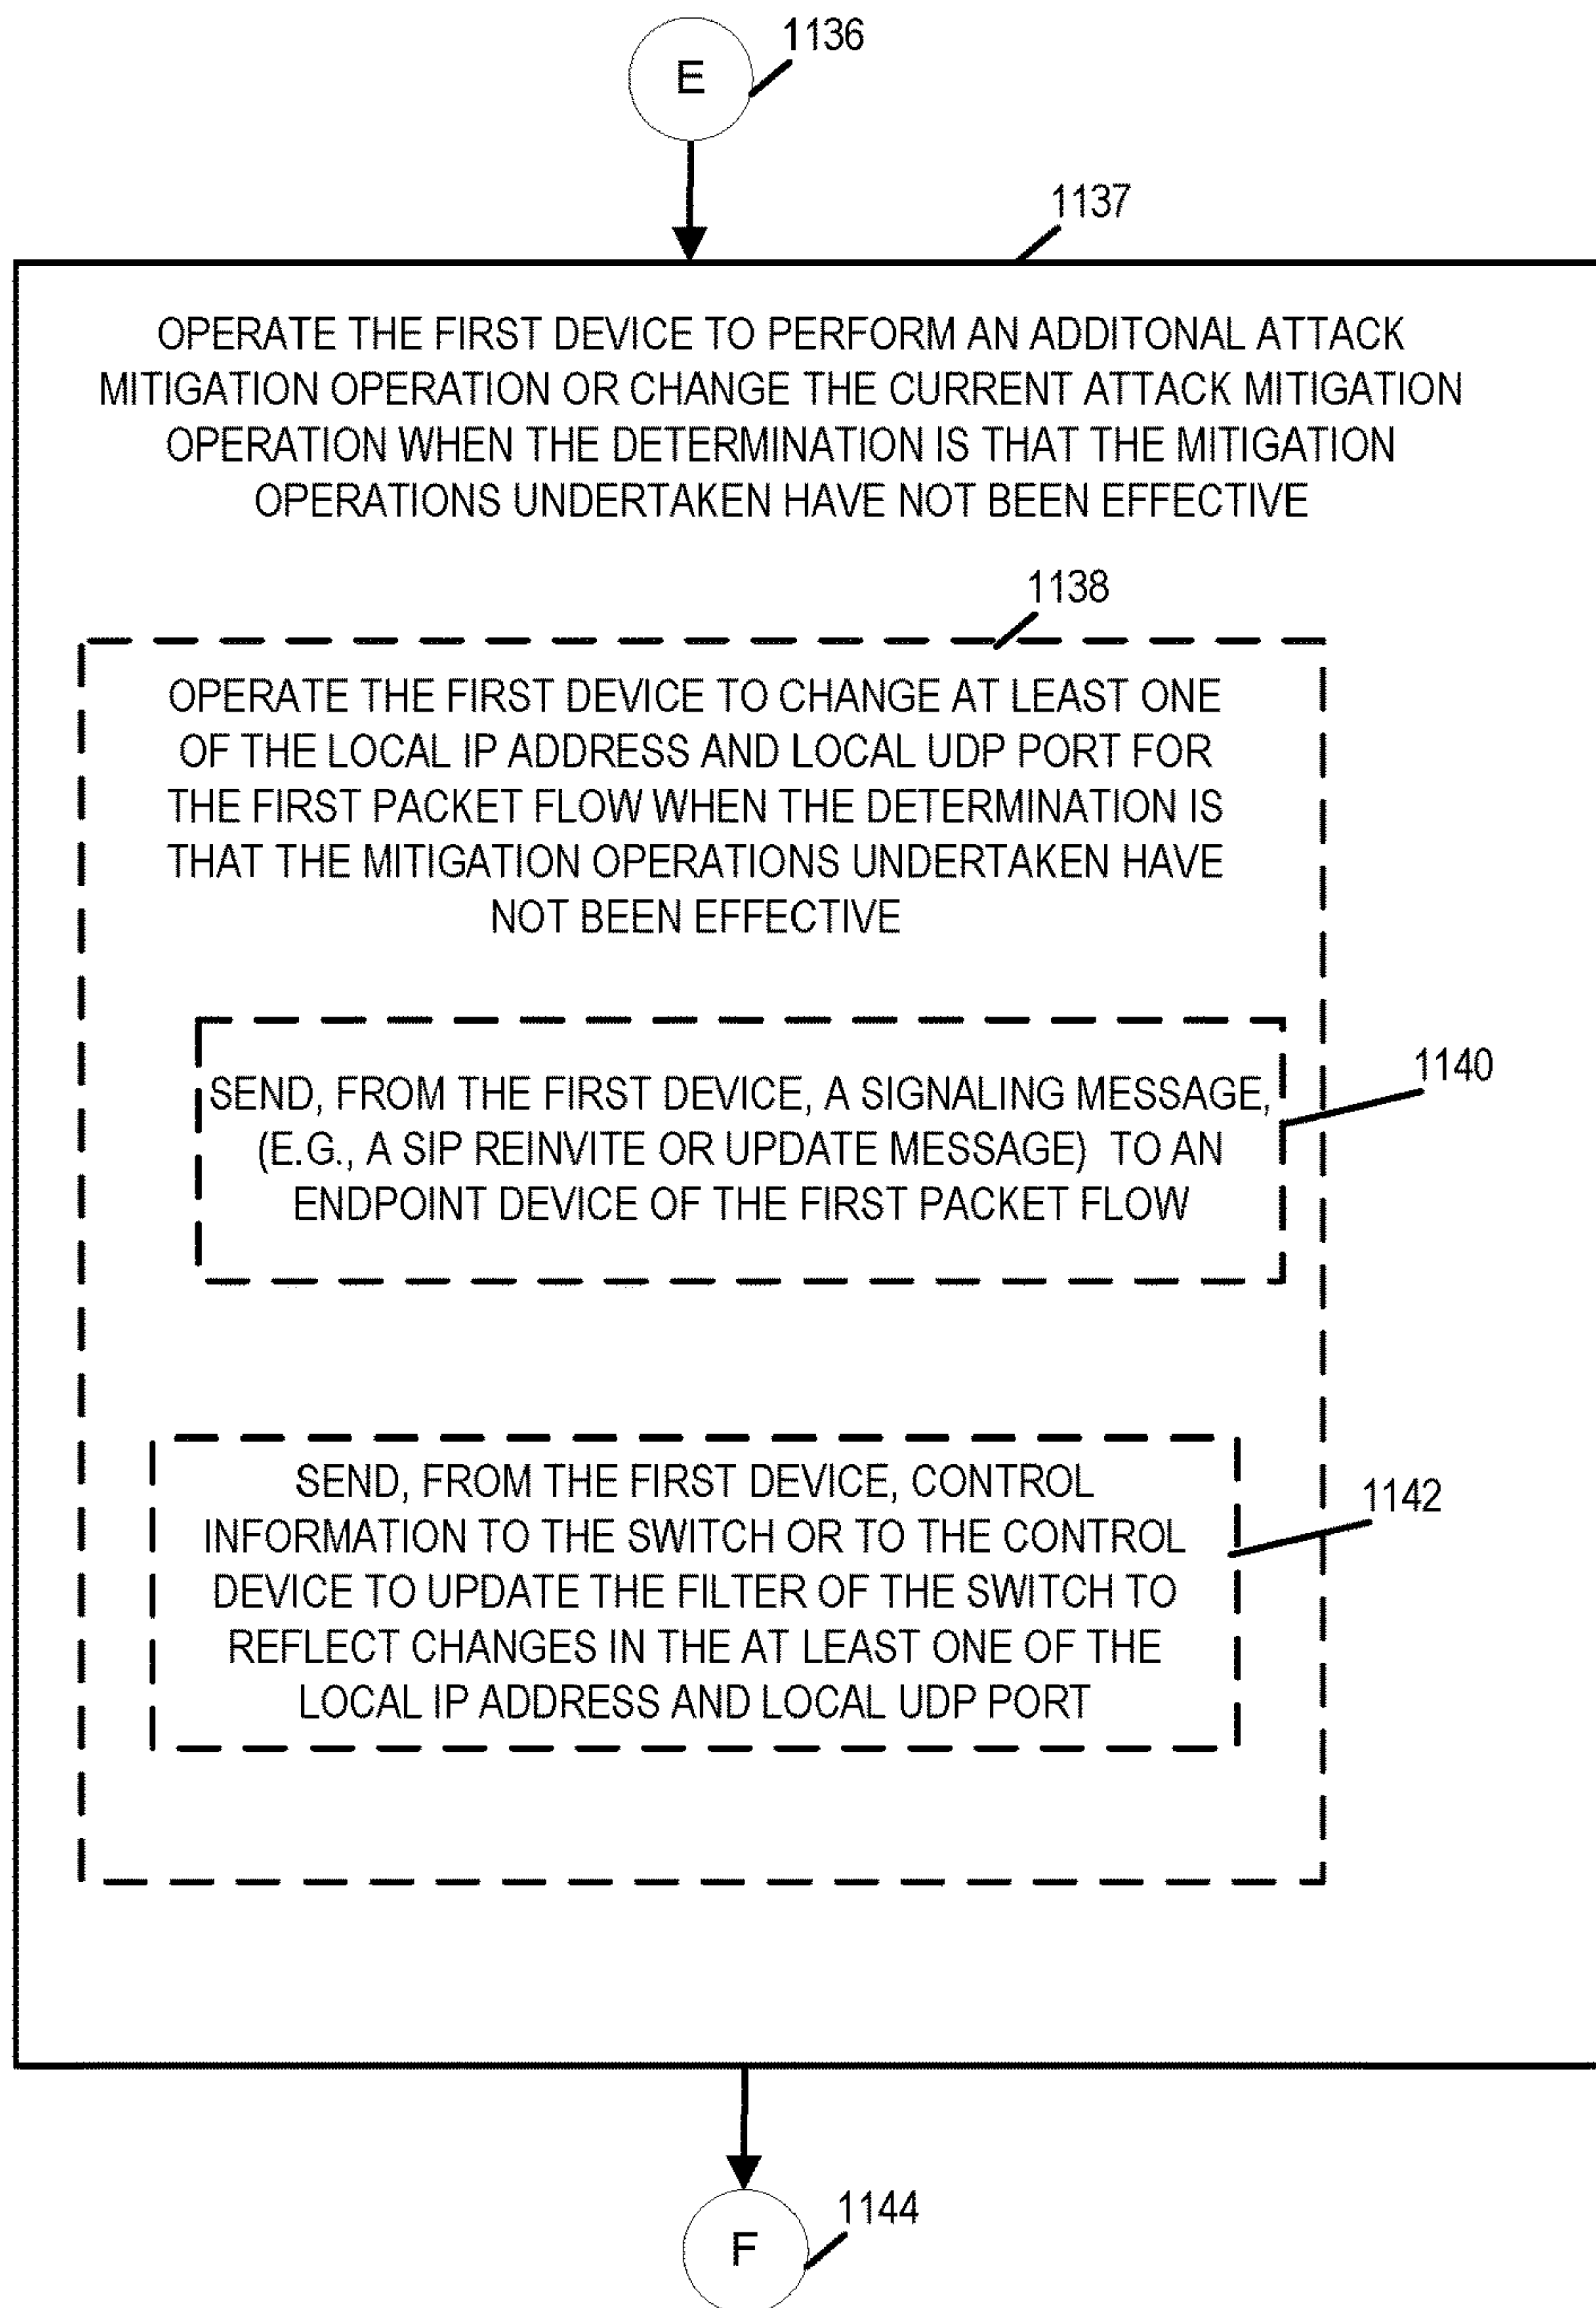 E
1136
1137
OPERATE THE FIRST DEVICE TO PERFORM AN ADDITONAL ATTACK
MITIGATION OPERATION OR CHANGE THE CURRENT ATTACK MITIGATION
OPERATION WHEN THE DETERMINATION IS THAT THE MITIGATION
OPERATIONS UNDERTAKEN HAVE NOT BEEN EFFECTIVE
1138
OPERATE THE FIRST DEVICE TO CHANGE AT LEAST ONE
OF THE LOCAL IP ADDRESS AND LOCAL UDP PORT FOR
THE FIRST PACKET FLOW WHEN THE DETERMINATION IS
THAT THE MITIGATION OPERATIONS UNDERTAKEN HAVE
NOT BEEN EFFECTIVE
1140
SEND, FROM THE FIRST DEVICE, A SIGNALING MESSAGE,
(E.G., A SIP REINVITE OR UPDATE MESSAGE) TO AN
ENDPOINT DEVICE OF THE FIRST PACKET FLOW
1142
SEND, FROM THE FIRST DEVICE, CONTROL
INFORMATION TO THE SWITCH OR TO THE CONTROL
DEVICE TO UPDATE THE FILTER OF THE SWITCH TO
REFLECT CHANGES IN THE AT LEAST ONE OF THE
LOCAL IP ADDRESS AND LOCAL UDP PORT
1144
F